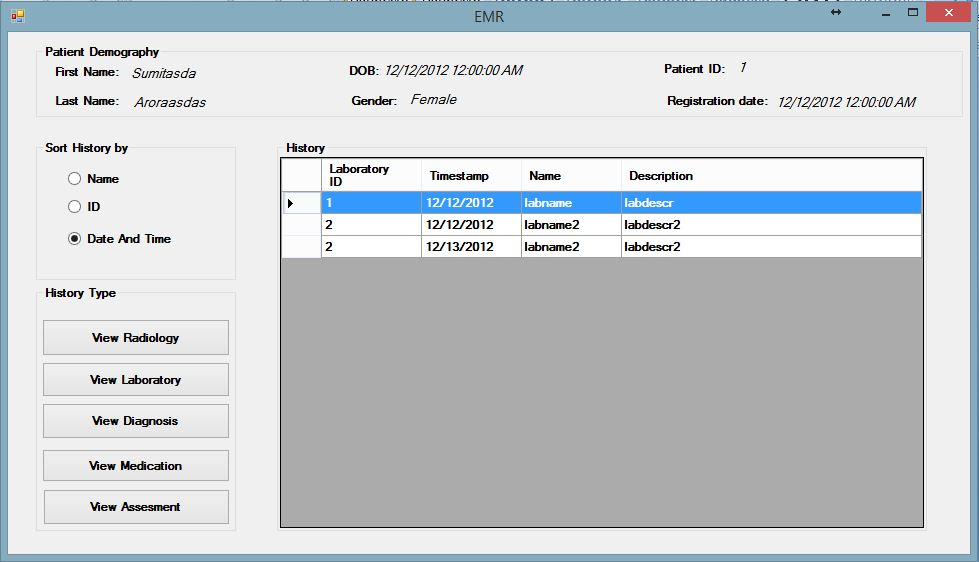 EMR
Patient Demography
First Name: Sumitasda DOB: 12/12/2012 12:00:00 AM Patient ID: 1
Last Name: Aroraasdas Gender: Female Registration date: 12/12/2012 12:00:00 AM
Sort History by
Name
ID
Date And Time
History Type
View Radiology
View Laboratory
View Diagnosis
View Medication
View Assesment
History
Laboratory
ID Timestamp Name Description
1 12/12/2012 labname labdescr
2 12/12/2012 labname2 labdescr2
2 12/13/2012 labname2 labdescr2